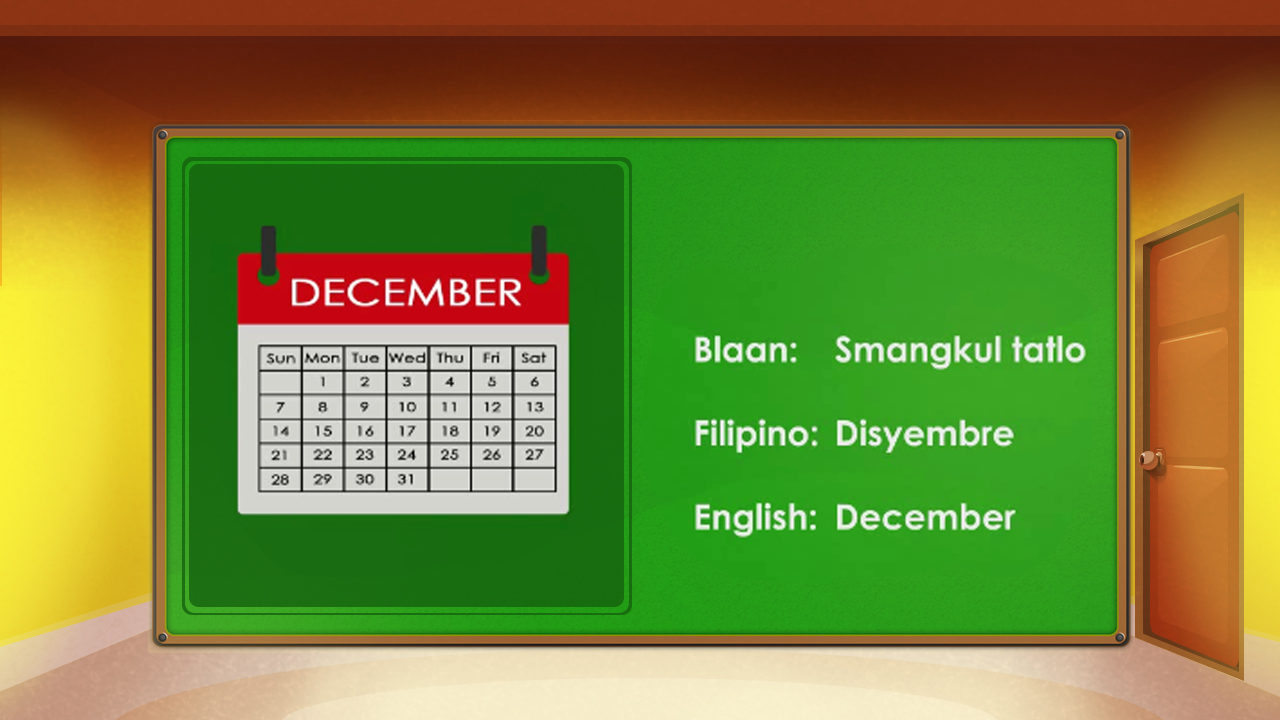 DECEMBER
Sun Mon Tue Wed Thu Fri Sat
1 2 3 4 5 6
7 8 9 10 11 12 13
14 15 16 17 18 19 20
21 22 23 24 25 26 27
28 29 30 31
Blaan: Smangkul tatlo
Filipino: Disyembre
English: December